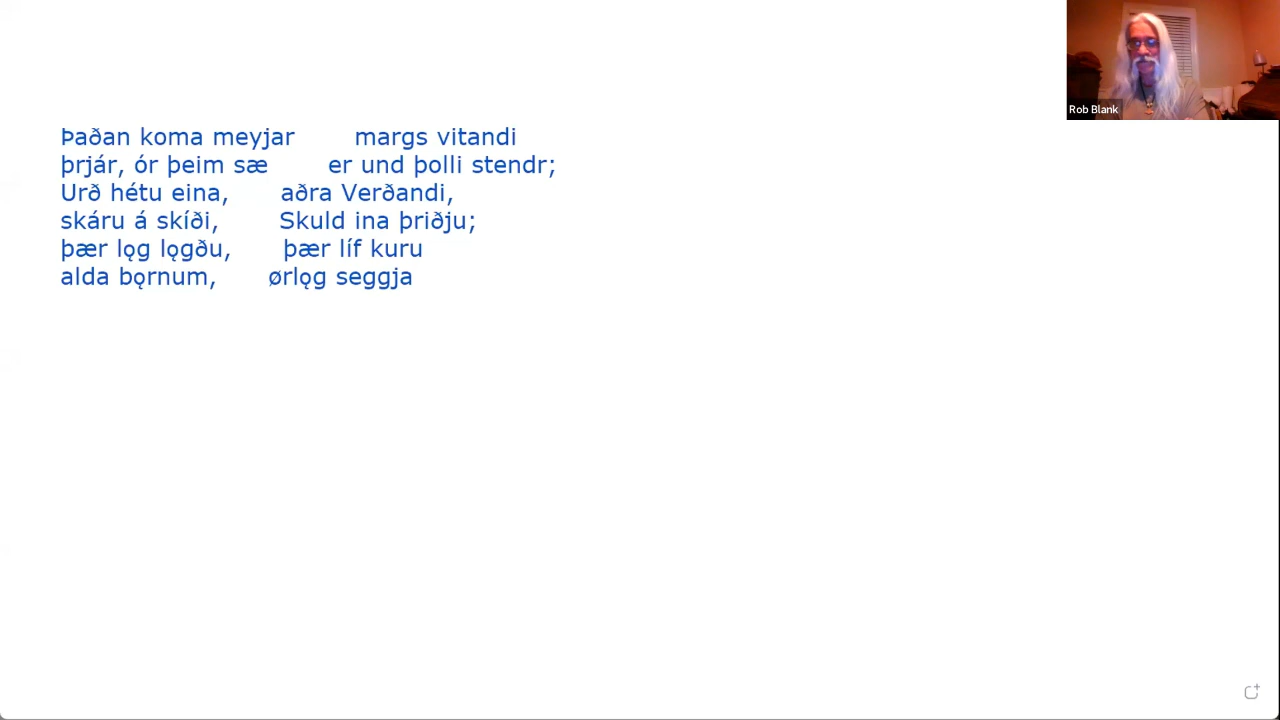 Þaðan koma meyjar margs vitandi
þrjár, ór þeim sæ er und þolli stendr;
Urð hétu eina, aðra Verðandi,
skáru á skíði, Skuld ina þriðju;
þær lǫg lǫgðu, þær líf kuru
alda bǫrnum, ørlǫg seggja
Rob Blank